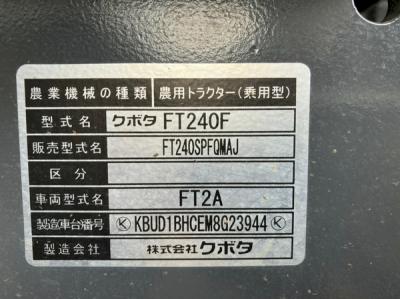 農業機械の種類 農用トラクター(乗用型)
型式名 クボタ FT240F
販売型式名 FT240SPFQMAJ
区分
車両型式名 FT2A
製造車台番号 Ⓚ KBUD1BHCEM8G23944 Ⓚ
製造会社 株式会社クボタ